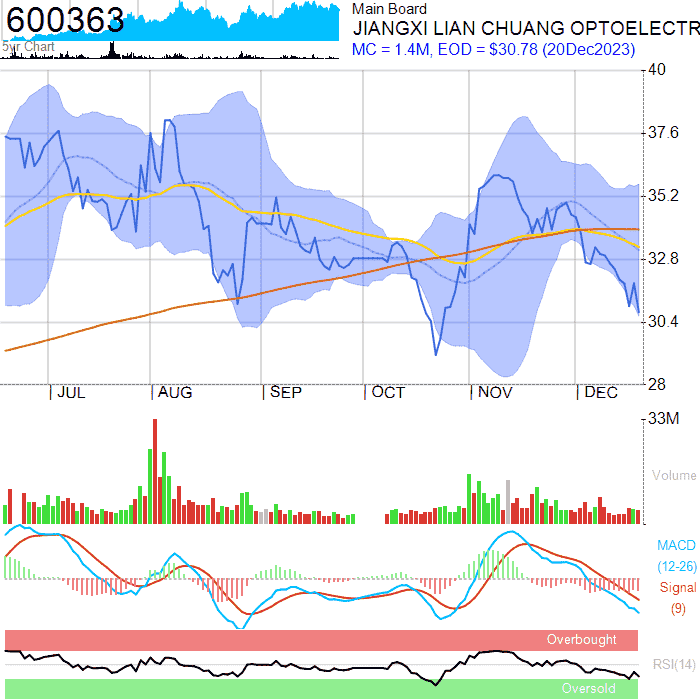 600363
5yr Chart
Main Board
JIANGXI LIAN CHUANG OPTOELECTR
MC = 1.4M, EOD = $30.78 (20Dec2023)
40
37.6
35.2
32.8
30.4
28
JUL AUG SEP OCT NOV DEC
33M
Volume
MACD
(12-26)
Signal
(9)
Overbought
RSI(14)
Oversold